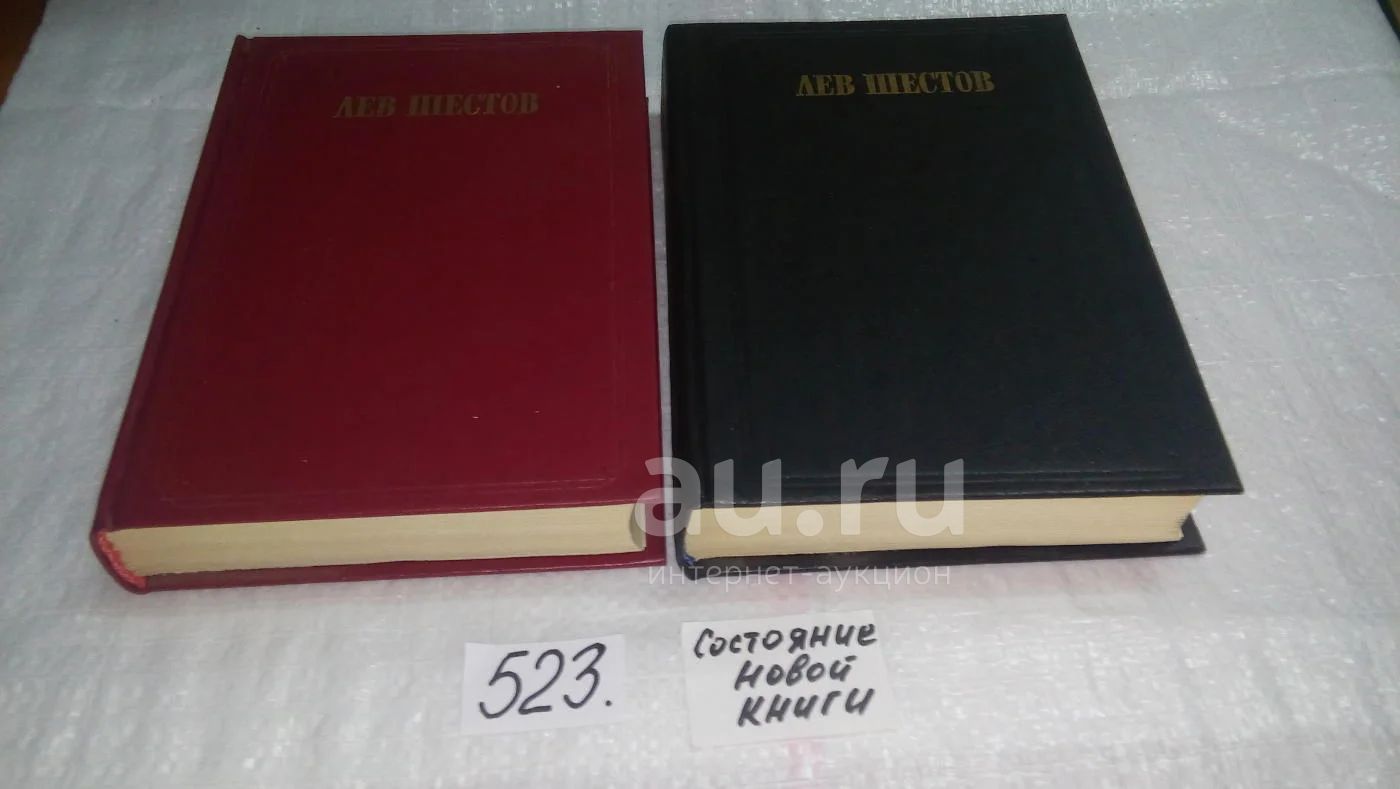 ЛЕВ ШЕСТОВ
ЛЕВ ШЕСТОВ
au.ru
интернет-аукцион
523.
Состояние
новой
книги